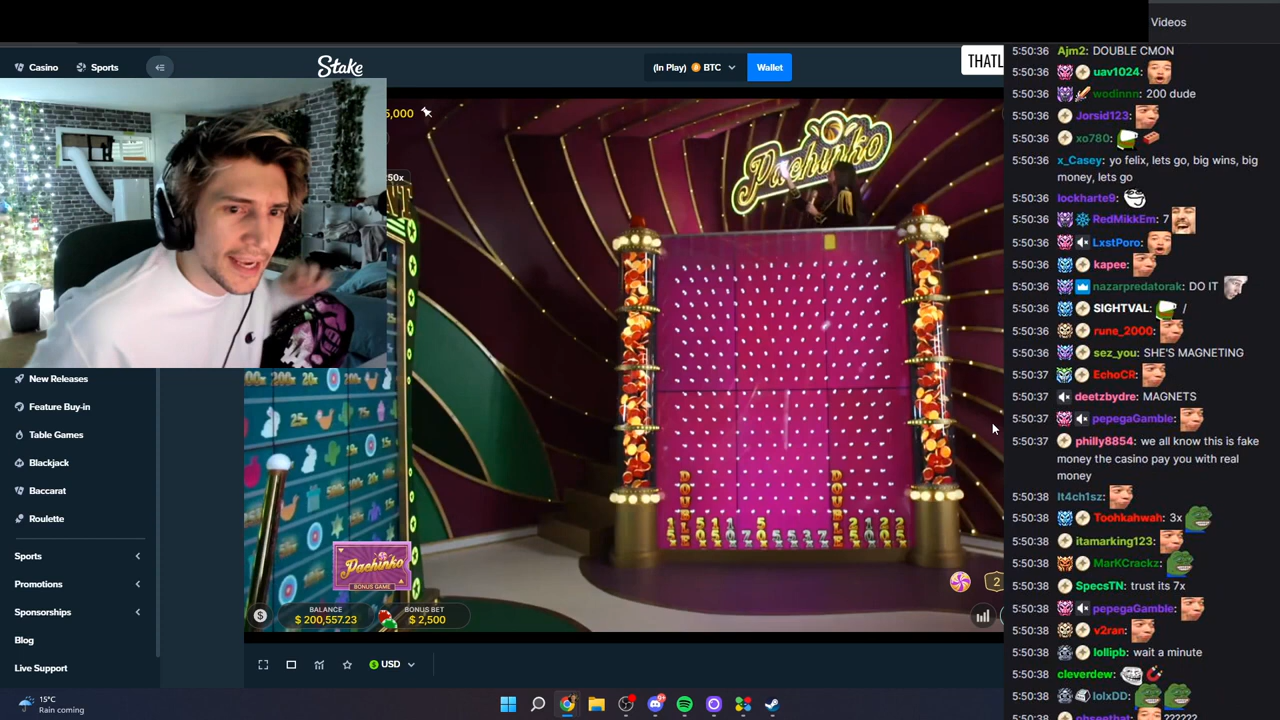 Videos
Casino
Sports
Stake
(In Play) BTC
Wallet
THATL
5,000
50x
Pachinko
New Releases
Feature Buy-in
Table Games
Blackjack
Baccarat
Roulette
Sports
Promotions
Sponsorships
Blog
Live Support
200x
20x
25x
75x
DOUBLE
DOUBLE
Pachinko
BONUS GAME
BALANCE
$ 200,557.23
BONUS BET
$ 2,500
2
USD
Ajm2: DOUBLE CMON
5:50:36 uav1024:
5:50:36 wodinnn: 200 dude
5:50:36 Jorsid123:
5:50:36 xo780:
5:50:36 x_Casey: yo felix, lets go, big wins, big
money, lets go
5:50:36 lockharte9:
5:50:36 RedMikkEm: 7
5:50:36 LxstPoro:
5:50:36 kapee:
5:50:36 nazarpredatorak: DO IT
5:50:36 SIGHTVAL: /
5:50:36 rune_2000:
5:50:36 sez_you: SHE'S MAGNETING
5:50:36 EchoCR:
5:50:37 deetzbydre: MAGNETS
5:50:37 pepegaGamble:
5:50:37 philly8854: we all know this is fake
money the casino pay you with real
money
5:50:38 It4ch1sz:
5:50:38 Toohkahwah: 3x
5:50:38 itamarking123:
5:50:38 MarKCrackz:
5:50:38 SpecsTN: trust its 7x
5:50:38 pepegaGamble:
5:50:38 v2ran:
5:50:38 lollipb: wait a minute
5:50:38 cleverdew:
5:50:38 lolxDD:
15°C
Rain coming